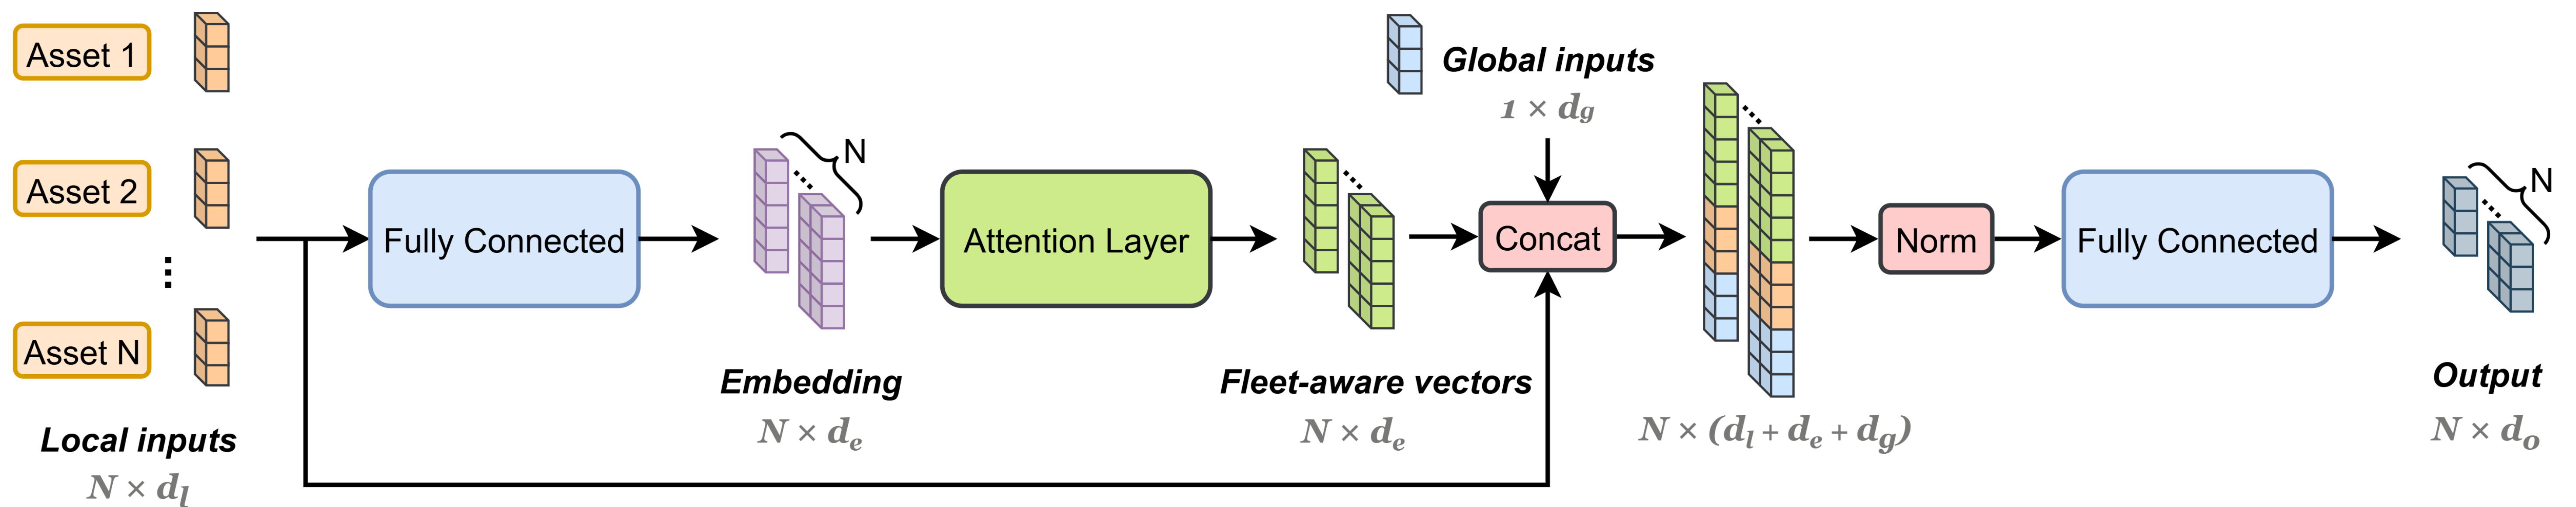 Asset 1
Asset 2
⋮
Asset N
Local inputs
N × d_l
Fully Connected
N
Embedding
N × d_e
Attention Layer
Fleet-aware vectors
N × d_e
Global inputs
1 × d_g
Concat
N × (d_l + d_e + d_g)
Norm
Fully Connected
N
Output
N × d_o